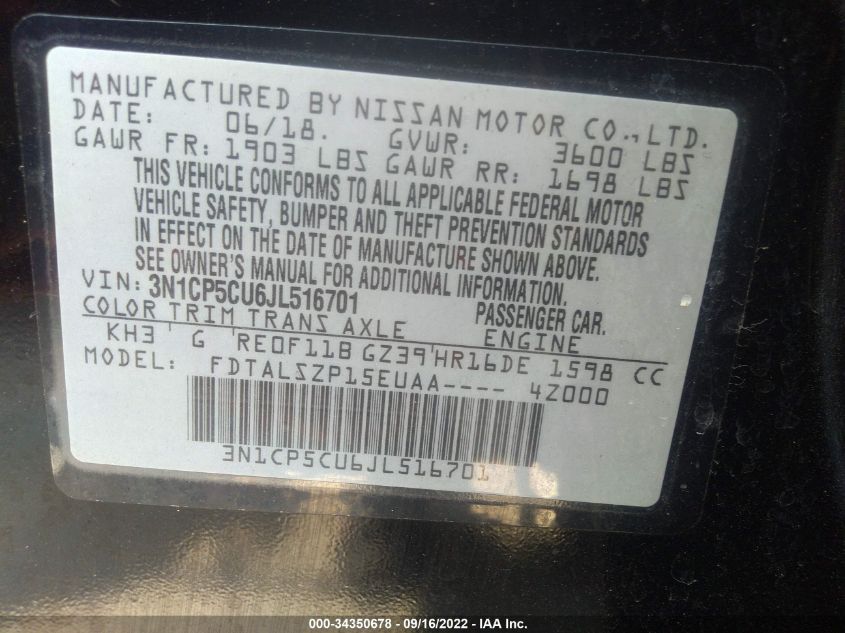 MANUFACTURED BY NISSAN MOTOR CO.,LTD.
DATE: 06/18. GVWR: 3600 LBS
GAWR FR: 1903 LBS GAWR RR: 1698 LBS
THIS VEHICLE CONFORMS TO ALL APPLICABLE FEDERAL MOTOR
VEHICLE SAFETY, BUMPER AND THEFT PREVENTION STANDARDS
IN EFFECT ON THE DATE OF MANUFACTURE SHOWN ABOVE.
SEE OWNER'S MANUAL FOR ADDITIONAL INFORMATION.
VIN: 3N1CP5CU6JL516701 PASSENGER CAR.
COLOR TRIM TRANS AXLE ENGINE
KH3 ' G 'RE0F11B GZ39'HR16DE 1598 CC
MODEL: FDTALSZP15EUAA---- 4Z000
3N1CP5CU6JL516701
000-34350678 - 09/16/2022 - IAA Inc.